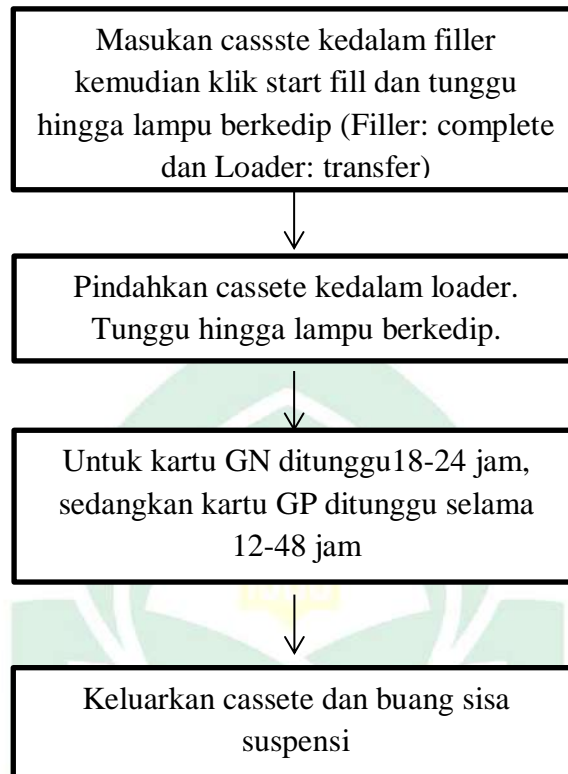 Masukan cassste kedalam filler
kemudian klik start fill dan tunggu
hingga lampu berkedip (Filler: complete
dan Loader: transfer)
Pindahkan cassete kedalam loader.
Tunggu hingga lampu berkedip.
Untuk kartu GN ditunggu18-24 jam,
sedangkan kartu GP ditunggu selama
12-48 jam
Keluarkan cassete dan buang sisa
suspensi